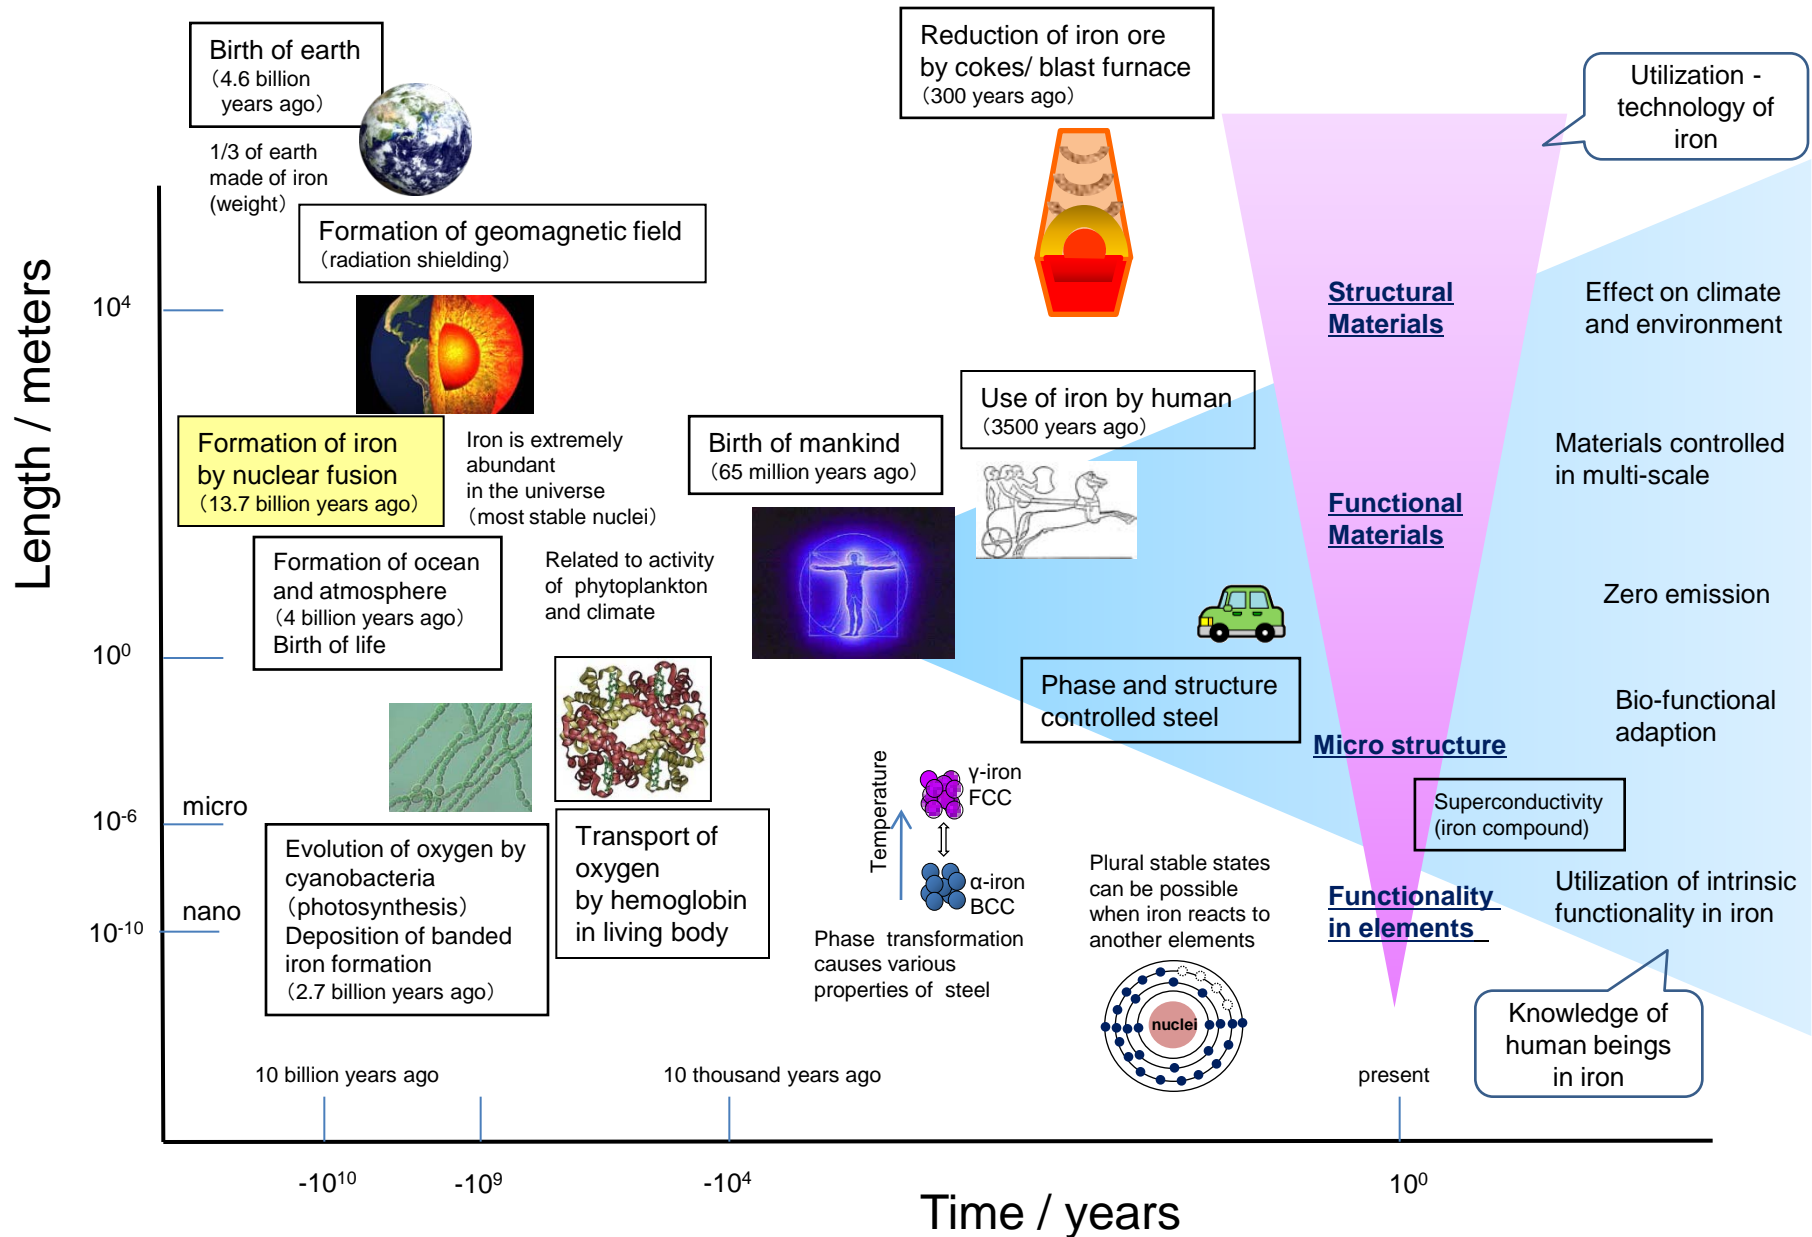 Birth of earth
（4.6 billion
years ago）
1/3 of earth
made of iron
(weight）
Formation of geomagnetic field
（radiation shielding）
Reduction of iron ore
by cokes/ blast furnace
（300 years ago）
Utilization -
technology of
iron
Length / meters
10⁴
10⁰
micro
10⁻⁶
nano
10⁻¹⁰
Formation of iron
by nuclear fusion
（13.7 billion years ago）
Iron is extremely
abundant
in the universe
（most stable nuclei）
Birth of mankind
（65 million years ago）
Use of iron by human
（3500 years ago）
Structural
Materials
Effect on climate
and environment
Functional
Materials
Materials controlled
in multi-scale
Formation of ocean
and atmosphere
（4 billion years ago）
Birth of life
Related to activity
of phytoplankton
and climate
Zero emission
Phase and structure
controlled steel
Micro structure
Bio-functional
adaption
Superconductivity
(iron compound)
Evolution of oxygen by
cyanobacteria
（photosynthesis）
Deposition of banded
iron formation
（2.7 billion years ago）
Transport of
oxygen
by hemoglobin
in living body
Temperature
γ-iron
FCC
α-iron
BCC
Phase transformation
causes various
properties of steel
Plural stable states
can be possible
when iron reacts to
another elements
nuclei
Functionality
in elements
Utilization of intrinsic
functionality in iron
Knowledge of
human beings
in iron
10 billion years ago
10 thousand years ago
present
-10¹⁰
-10⁹
-10⁴
10⁰
Time / years